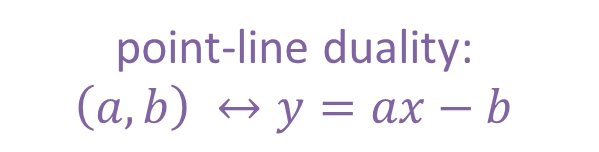 point-line duality:
(a, b) ↔ y = ax − b